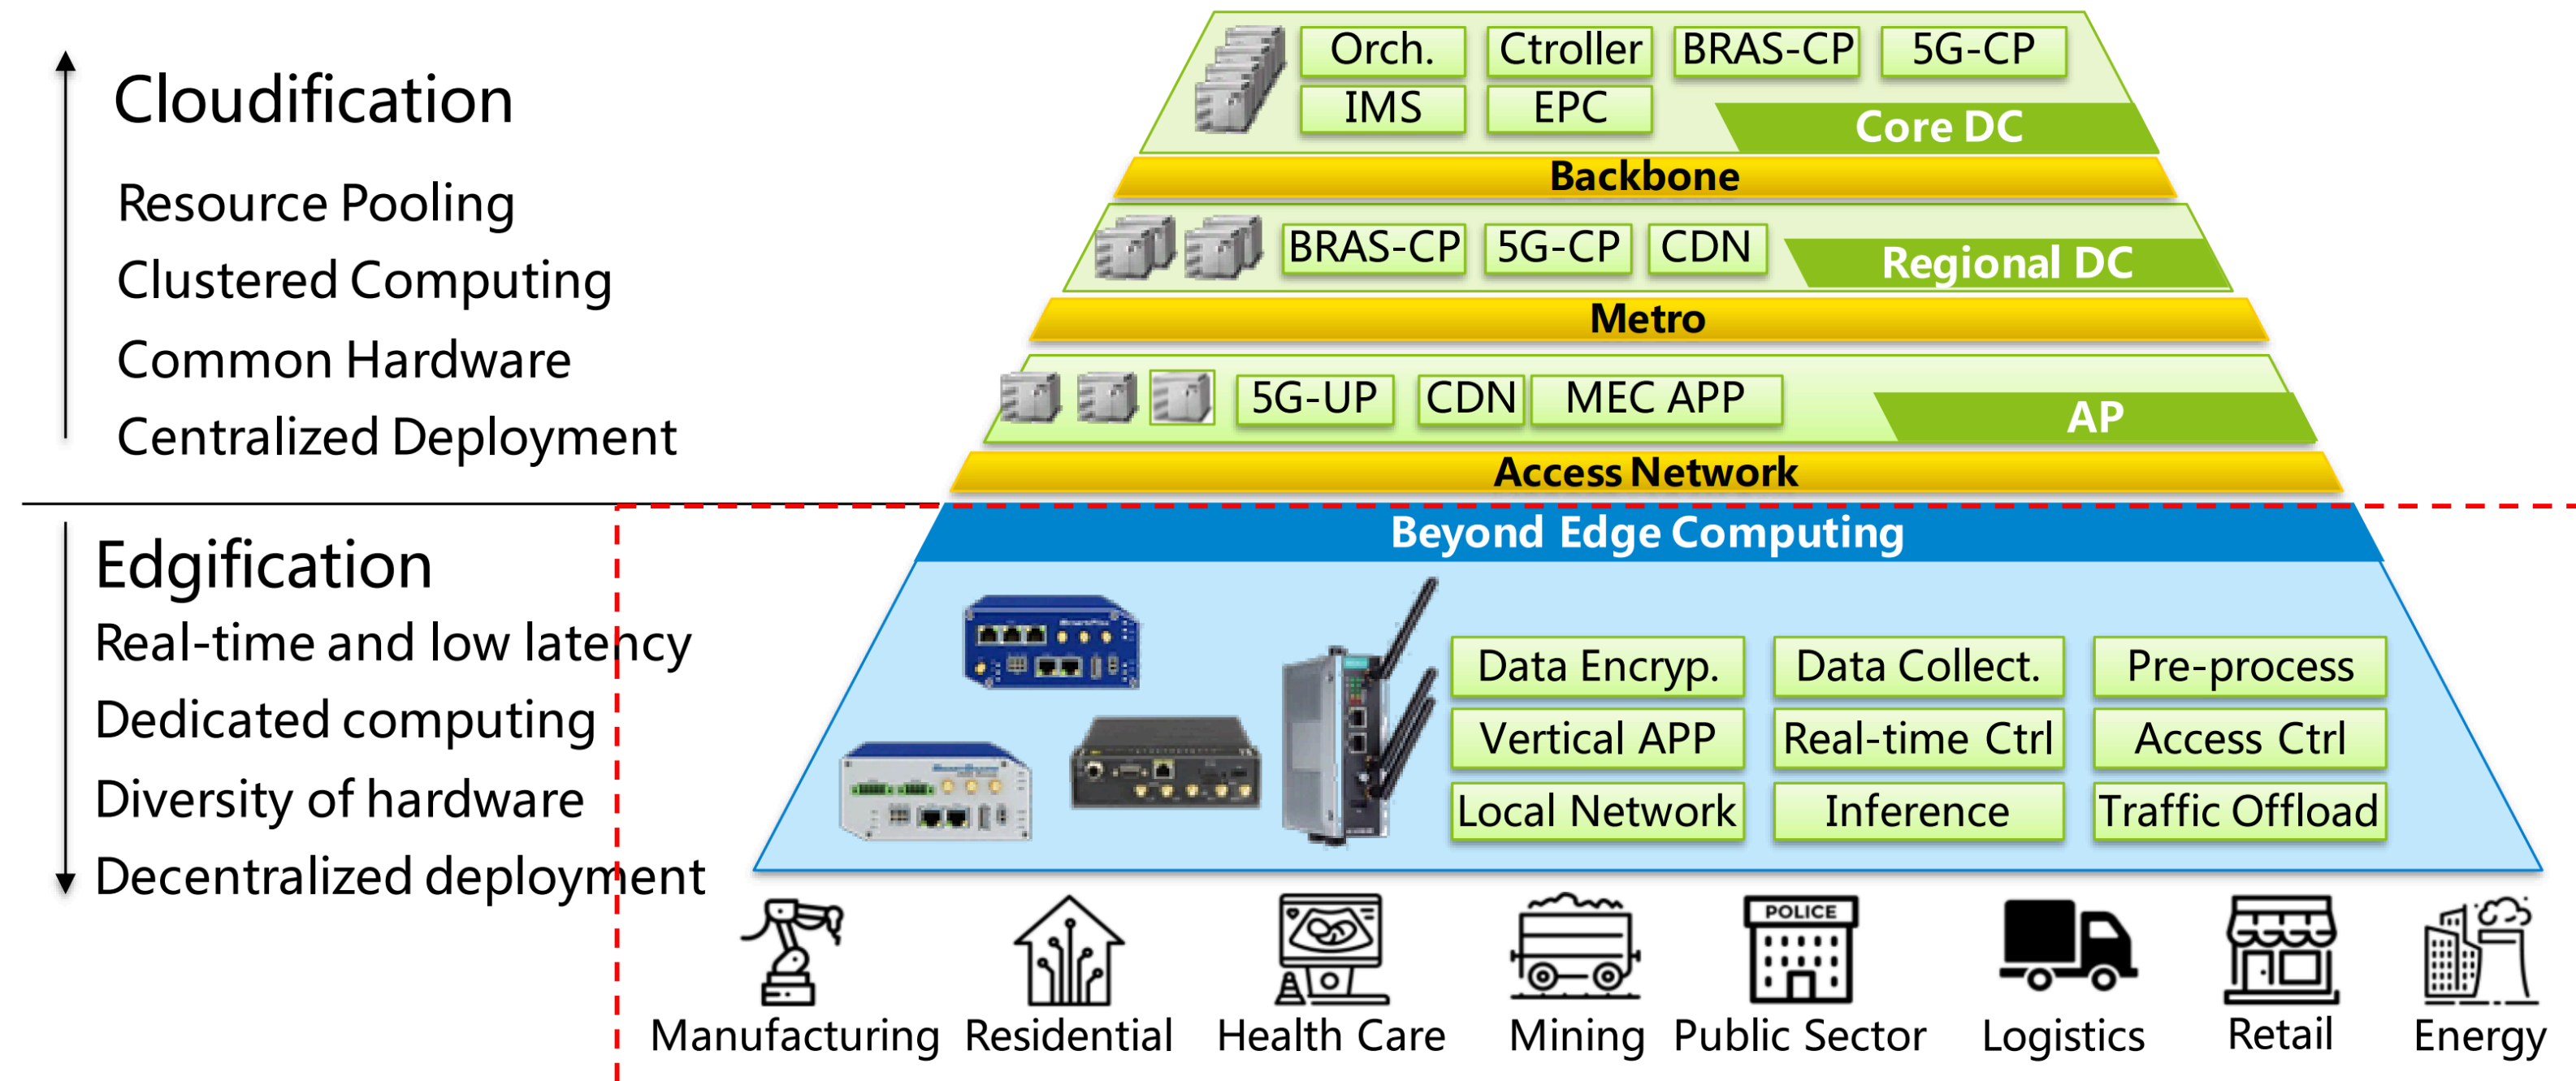 Cloudification
Resource Pooling
Clustered Computing
Common Hardware
Centralized Deployment
Edgification
Real-time and low latency
Dedicated computing
Diversity of hardware
Decentralized deployment
Orch. Ctroller BRAS-CP 5G-CP
IMS EPC
Core DC
Backbone
BRAS-CP 5G-CP CDN
Regional DC
Metro
5G-UP CDN MEC APP
AP
Access Network
Beyond Edge Computing
Data Encryp. Data Collect. Pre-process
Vertical APP Real-time Ctrl Access Ctrl
Local Network Inference Traffic Offload
POLICE
Manufacturing Residential Health Care Mining Public Sector Logistics Retail Energy